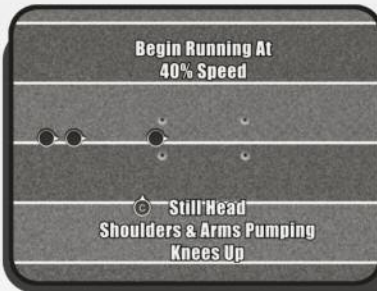 Begin Running At
40% Speed
C Still Head
Shoulders & Arms Pumping
Knees Up